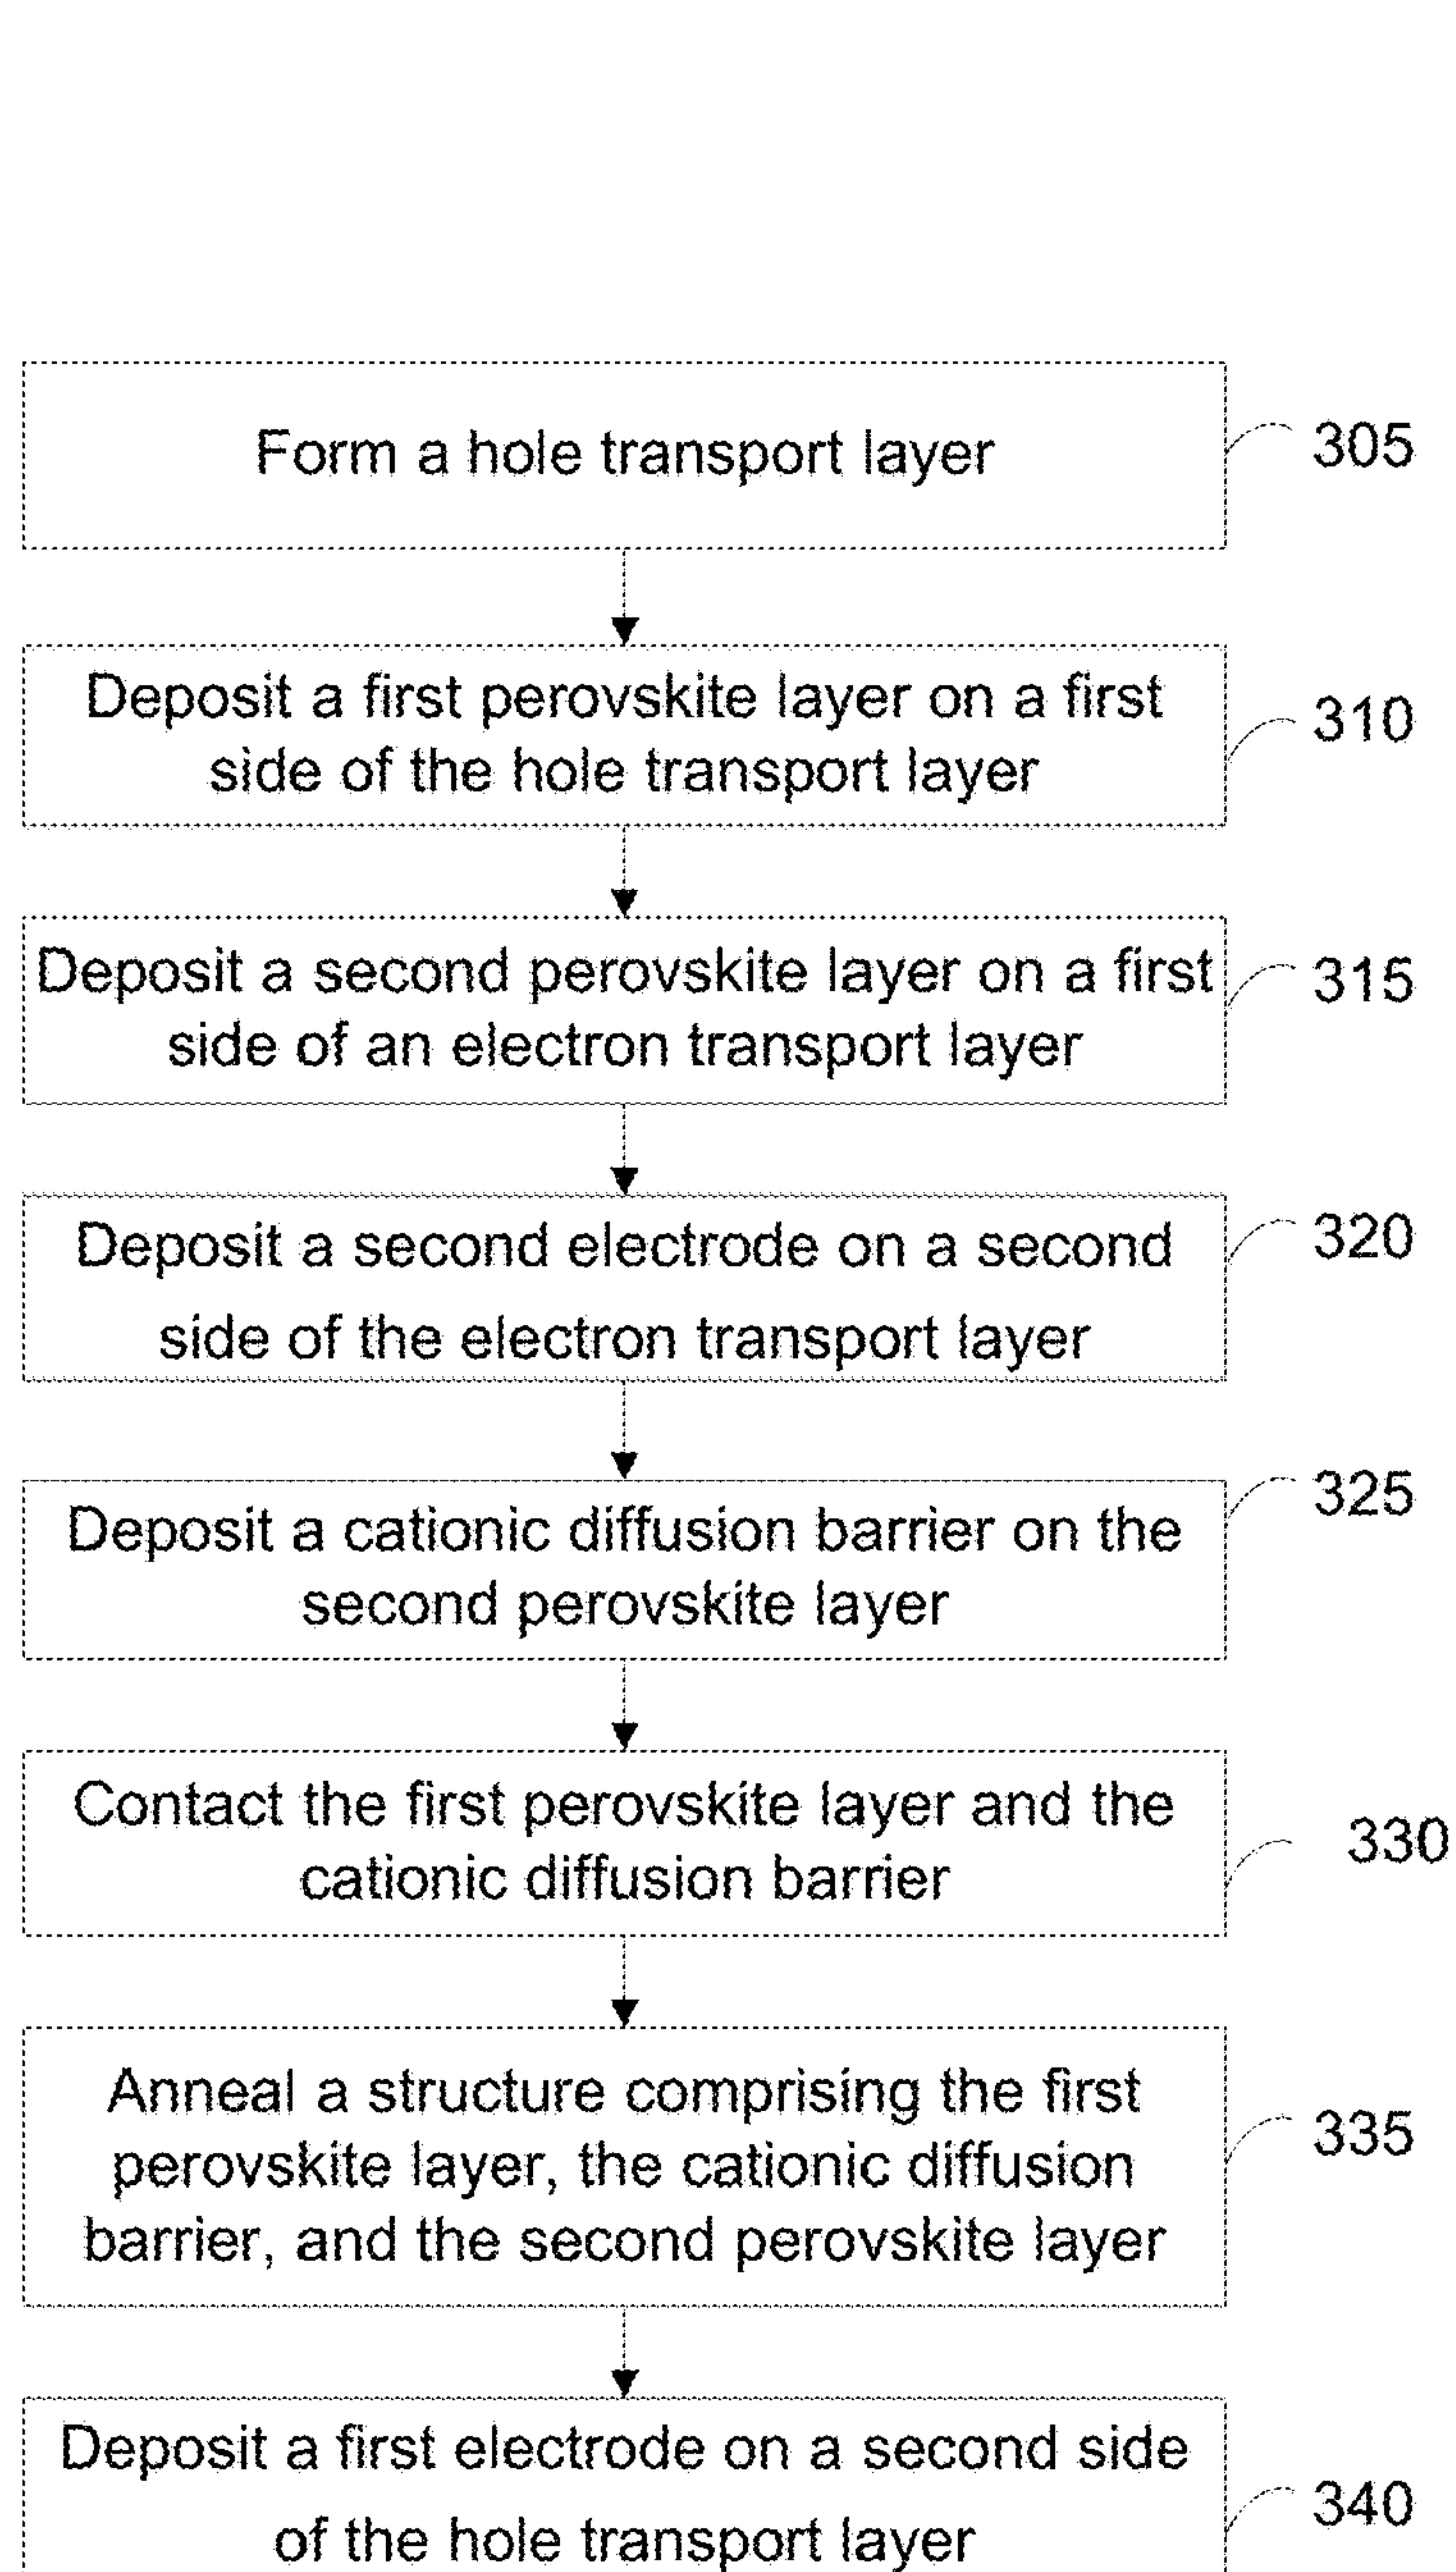 Form a hole transport layer
305
Deposit a first perovskite layer on a first
side of the hole transport layer
310
Deposit a second perovskite layer on a first
side of an electron transport layer
315
Deposit a second electrode on a second
side of the electron transport layer
320
Deposit a cationic diffusion barrier on the
second perovskite layer
325
Contact the first perovskite layer and the
cationic diffusion barrier
330
Anneal a structure comprising the first
perovskite layer, the cationic diffusion
barrier, and the second perovskite layer
335
Deposit a first electrode on a second side
of the hole transport layer
340